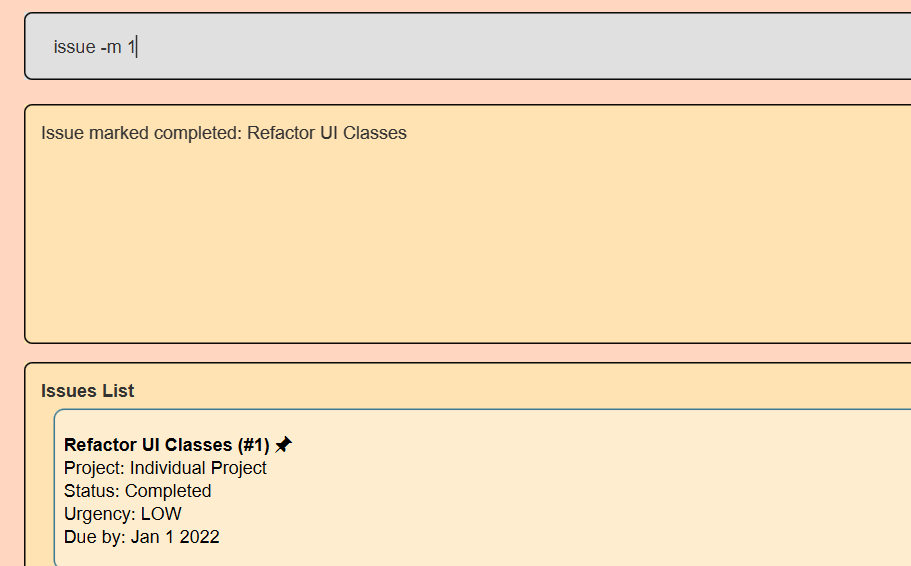 issue -m 1
Issue marked completed: Refactor UI Classes
Issues List
Refactor UI Classes (#1)
Project: Individual Project
Status: Completed
Urgency: LOW
Due by: Jan 1 2022